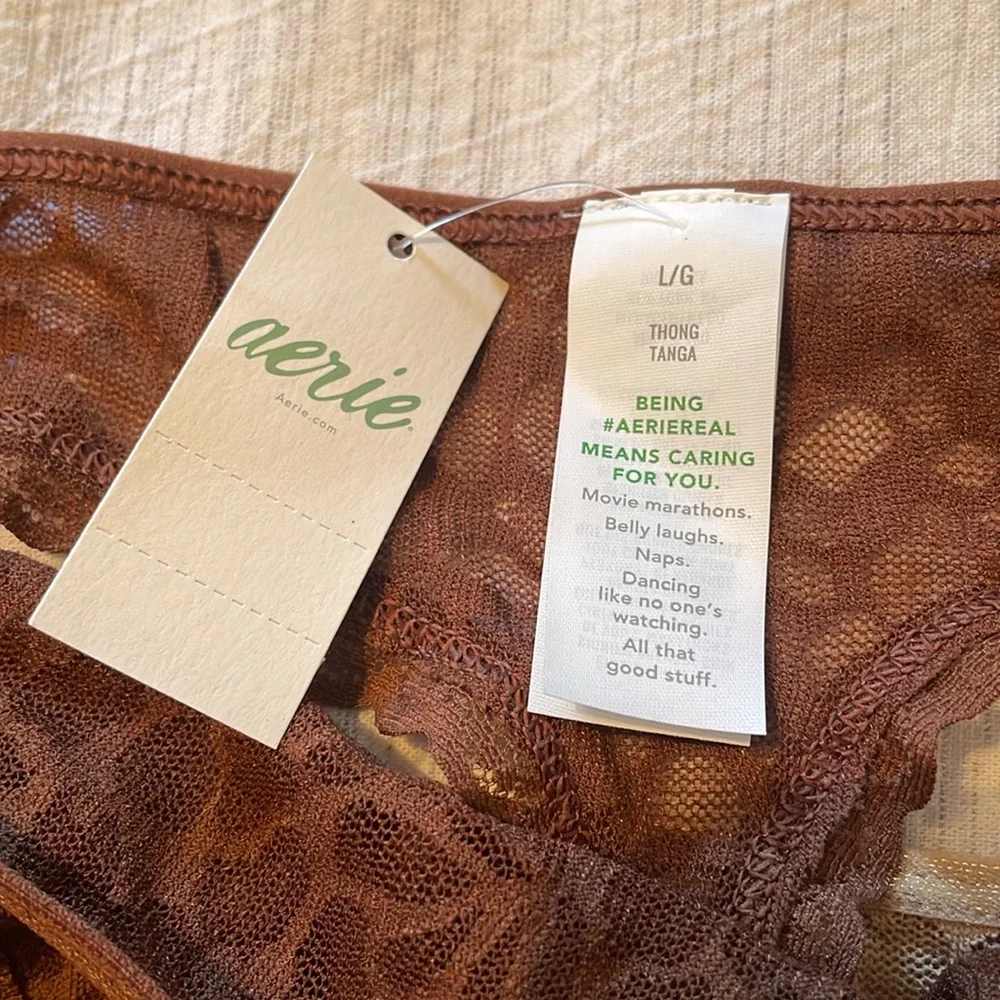 aerie®
Aerie.com
L/G
THONG
TANGA
BEING
#AERIEREAL
MEANS CARING
FOR YOU.
Movie marathons.
Belly laughs.
Naps.
Dancing
like no one's
watching.
All that
good stuff.